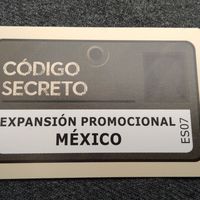 CÓDIGO
SECRETO
EXPANSIÓN PROMOCIONAL
MÉXICO
ES07